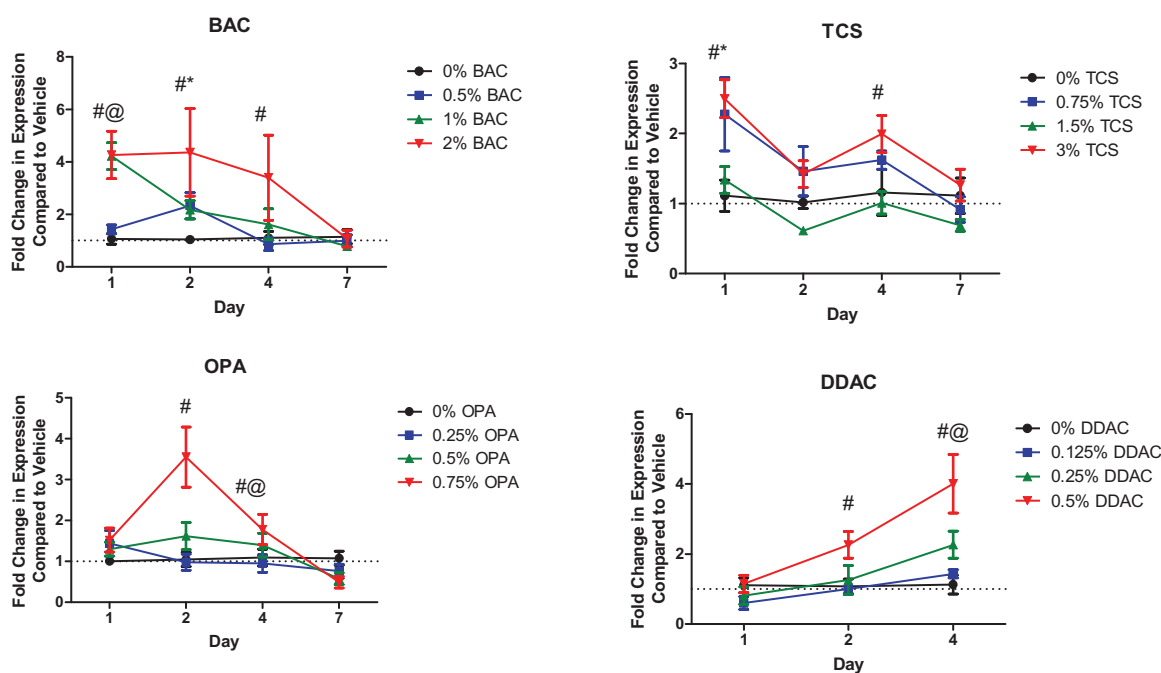 BAC
Fold Change in Expression
Compared to Vehicle
8
6
4
2
0
#@
#*
#
1
2
4
7
Day
0% BAC
0.5% BAC
1% BAC
2% BAC
TCS
Fold Change in Expression
Compared to Vehicle
3
2
1
0
#*
#
1
2
4
7
Day
0% TCS
0.75% TCS
1.5% TCS
3% TCS
OPA
Fold Change in Expression
Compared to Vehicle
5
4
3
2
1
0
#
#@
1
2
4
7
Day
0% OPA
0.25% OPA
0.5% OPA
0.75% OPA
DDAC
Fold Change in Expression
Compared to Vehicle
6
4
2
0
#
#@
1
2
4
Day
0% DDAC
0.125% DDAC
0.25% DDAC
0.5% DDAC